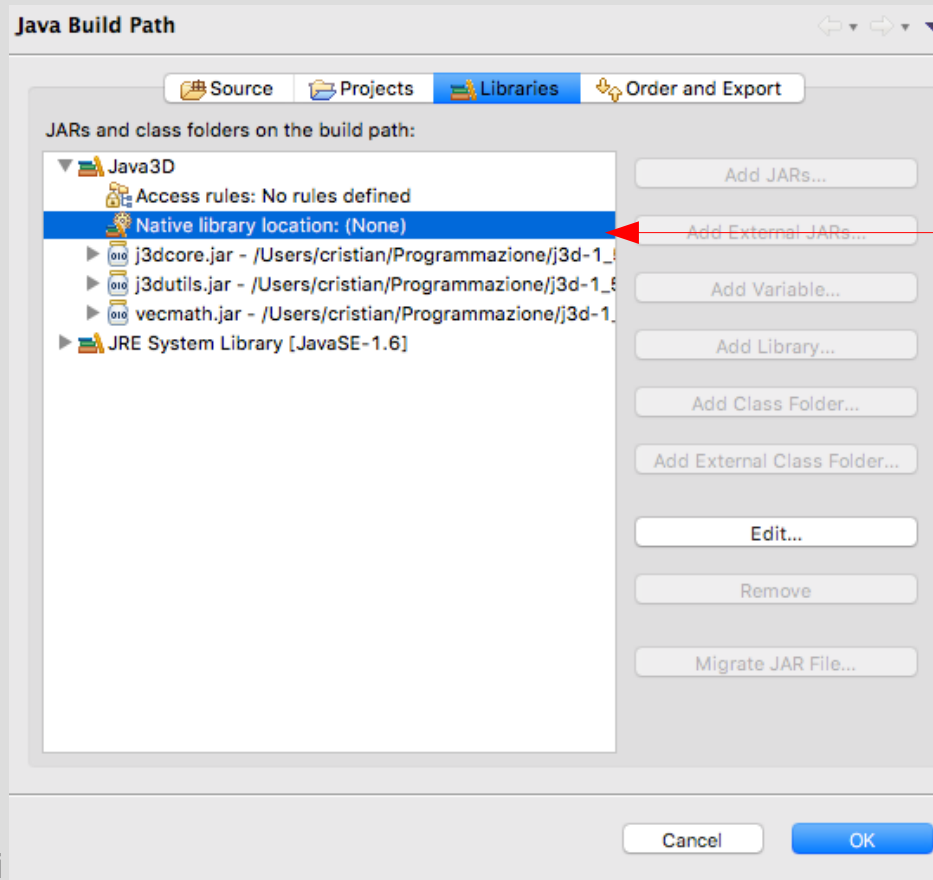 Java Build Path
Source
Projects
Libraries
Order and Export
JARs and class folders on the build path:
Java3D
Access rules: No rules defined
Native library location: (None)
j3dcore.jar - /Users/cristian/Programmazione/j3d-1_5
j3dutils.jar - /Users/cristian/Programmazione/j3d-1_5
vecmath.jar - /Users/cristian/Programmazione/j3d-1_
JRE System Library [JavaSE-1.6]
Add JARs...
Add External JARs...
Add Variable...
Add Library...
Add Class Folder...
Add External Class Folder...
Edit...
Remove
Migrate JAR File...
Cancel
OK
i